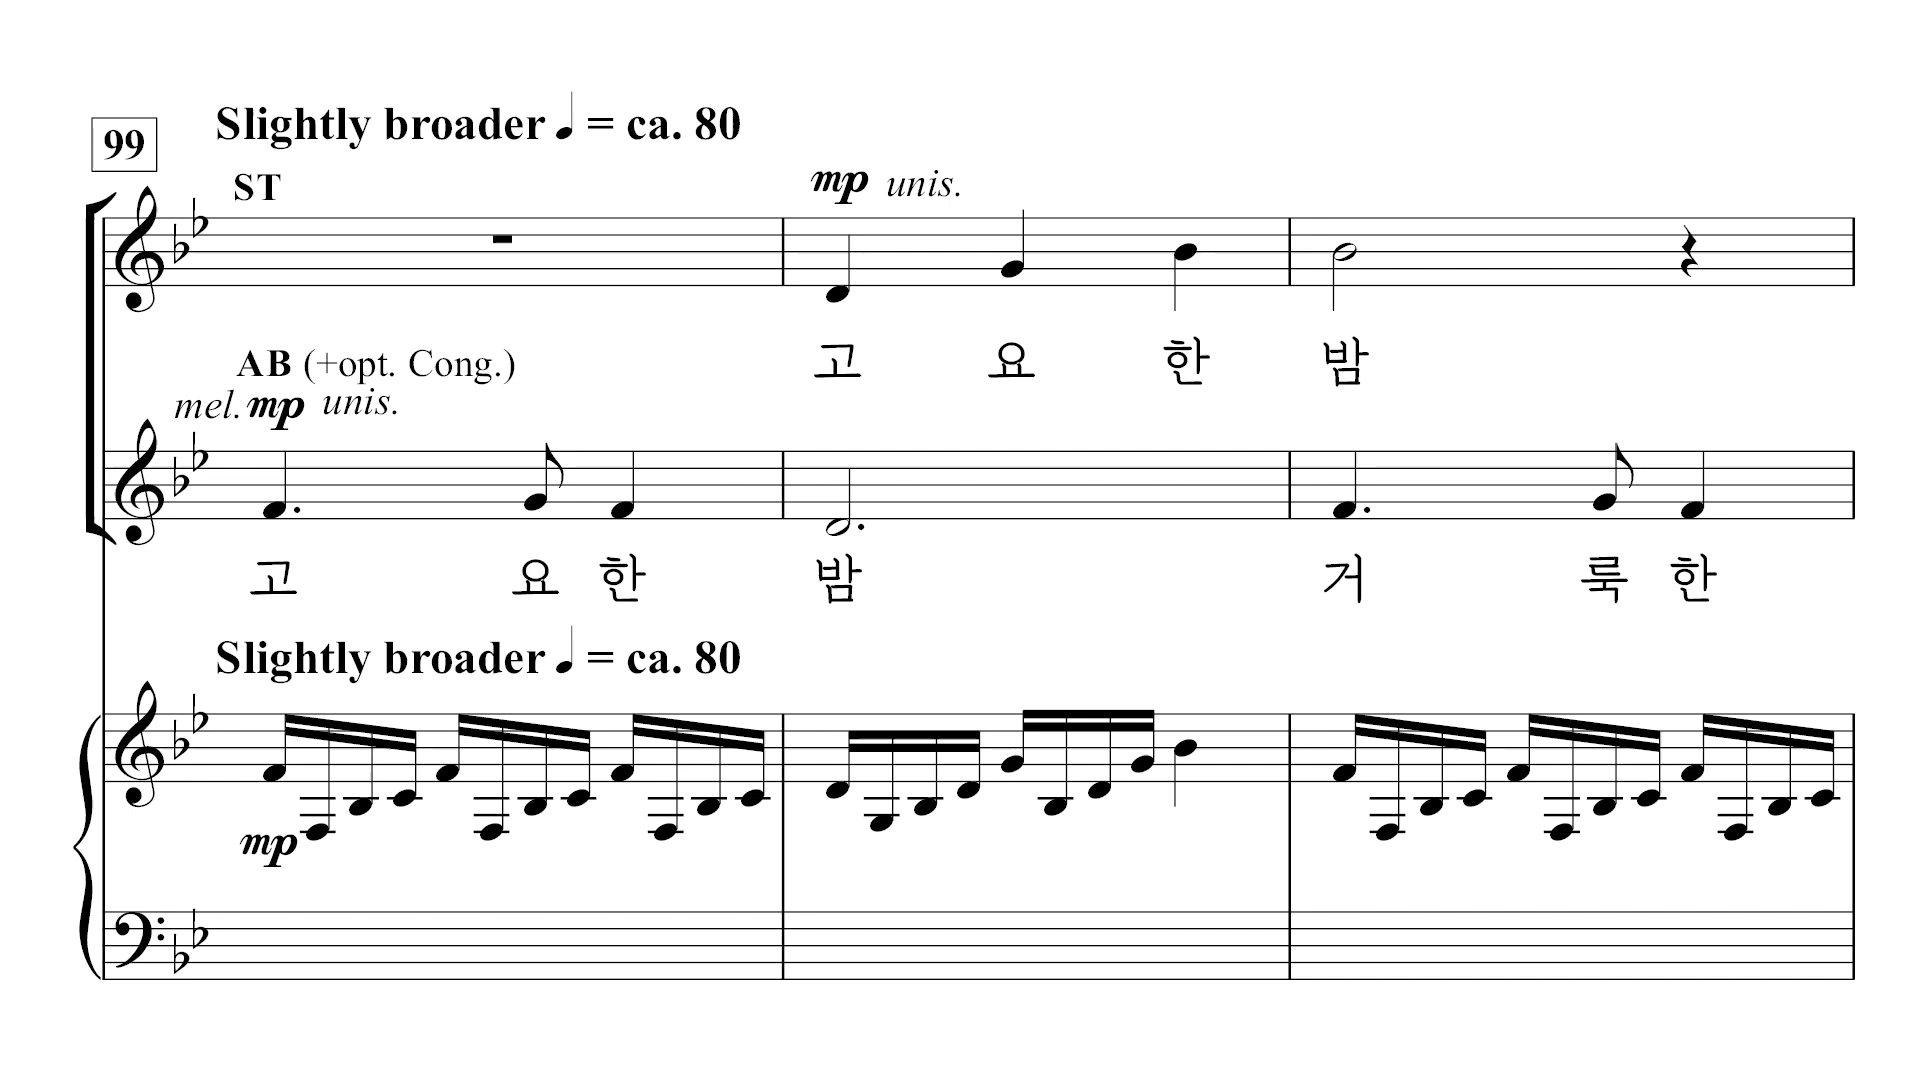 99
Slightly broader ♩ = ca. 80
ST
mp unis.
고 요 한 밤
AB (+opt. Cong.)
mel. mp unis.
고 요 한 밤 거 룩 한
Slightly broader ♩ = ca. 80
mp